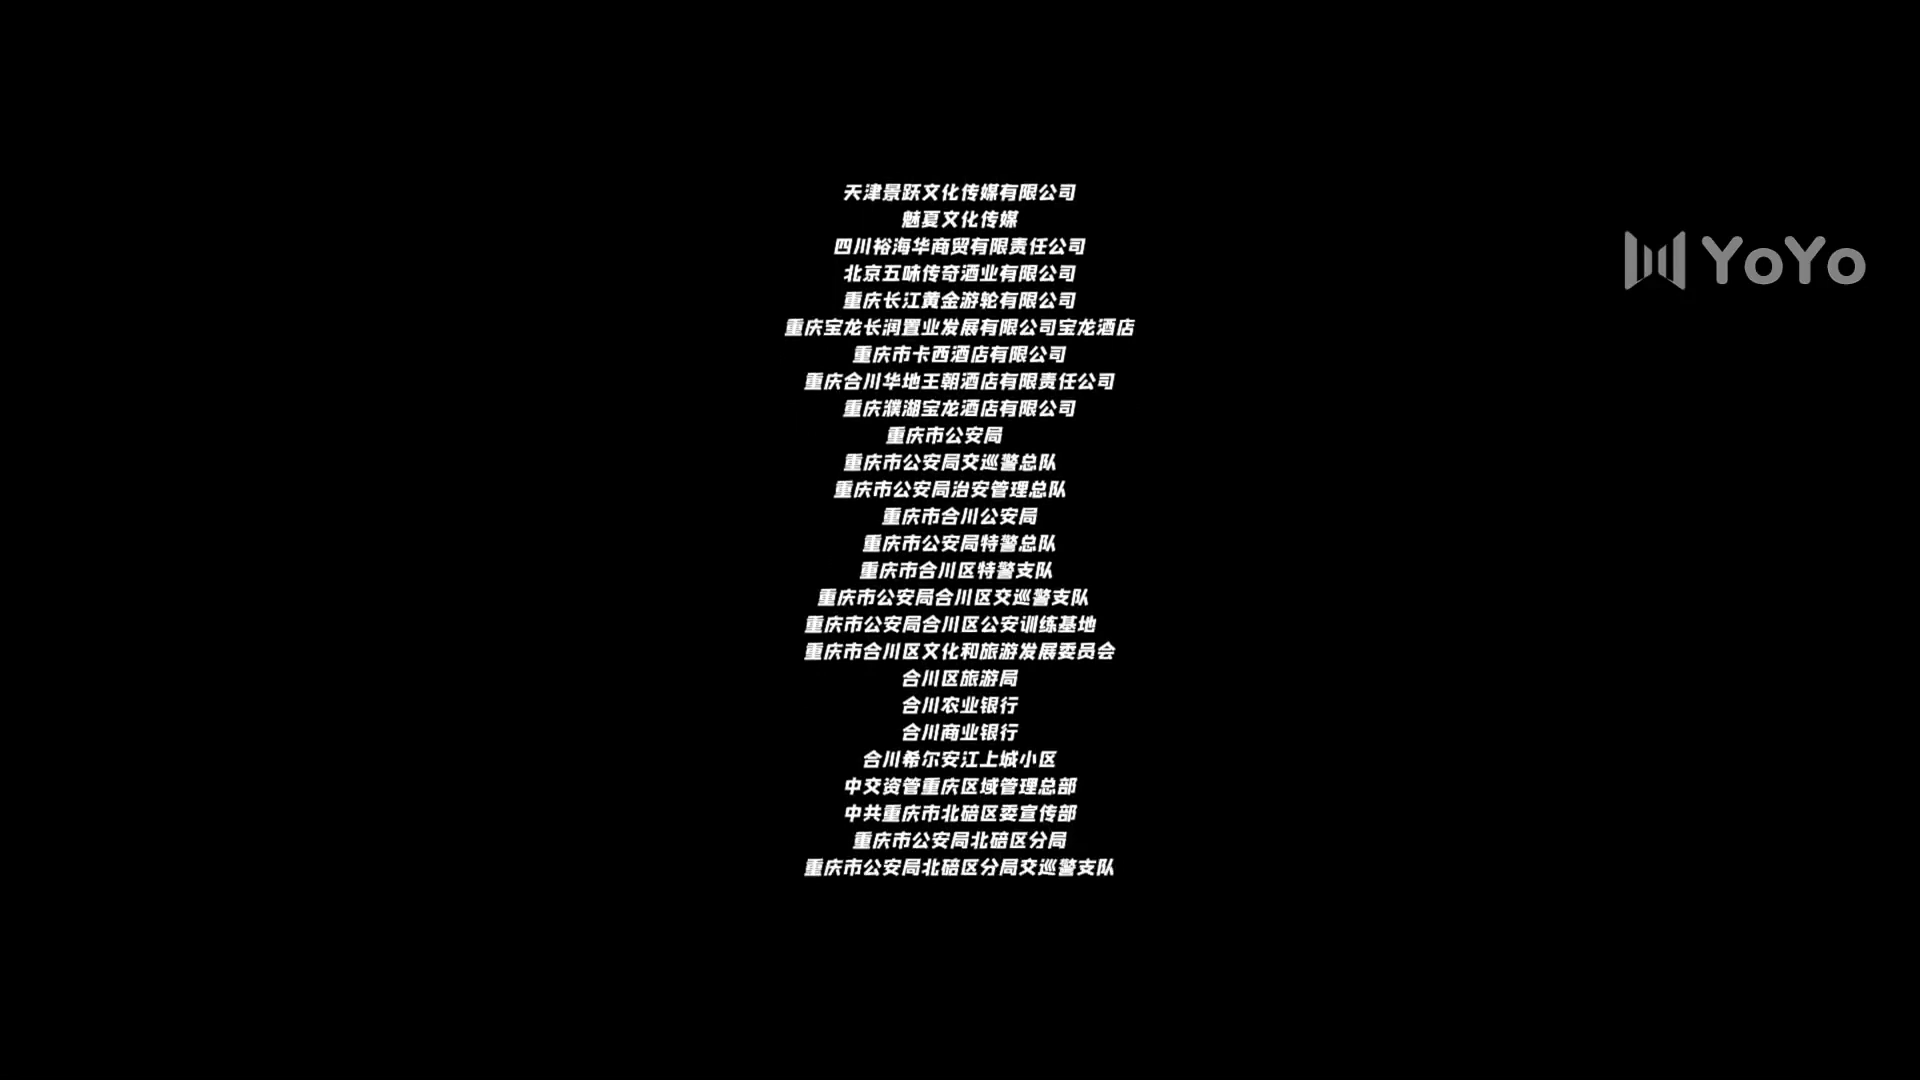 天津景跃文化传媒有限公司
魅夏文化传媒
四川裕海华商贸有限责任公司
北京五味传奇酒业有限公司
重庆长江黄金游轮有限公司
重庆宝龙长润置业发展有限公司宝龙酒店
重庆市卡西酒店有限公司
重庆合川华地王朝酒店有限责任公司
重庆濮湖宝龙酒店有限公司
重庆市公安局
重庆市公安局交巡警总队
重庆市公安局治安管理总队
重庆市合川公安局
重庆市公安局特警总队
重庆市合川区特警支队
重庆市公安局合川区交巡警支队
重庆市公安局合川区公安训练基地
重庆市合川区文化和旅游发展委员会
合川区旅游局
合川农业银行
合川商业银行
合川希尔安江上城小区
中交资管重庆区域管理总部
中共重庆市北碚区委宣传部
重庆市公安局北碚区分局
重庆市公安局北碚区分局交巡警支队
YoYo